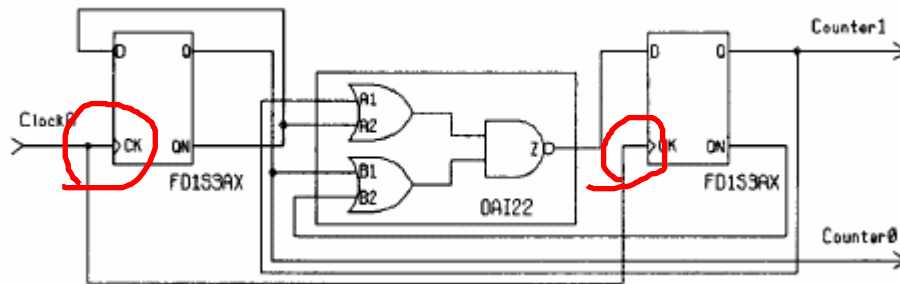 Counter1
D Q D Q
A1
A2
ClockA
CK QN Z CK QN
B1
FD1S3AX B2 FD1S3AX
OAI22
Counter0